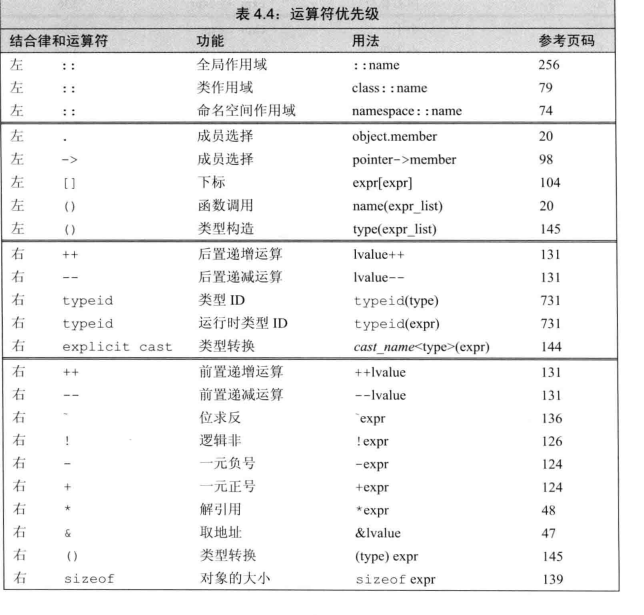 表 4.4：运算符优先级
结合律和运算符 功能 用法 参考页码
左 :: 全局作用域 ::name 256
左 :: 类作用域 class::name 79
左 :: 命名空间作用域 namespace::name 74
左 . 成员选择 object.member 20
左 -> 成员选择 pointer->member 98
左 [] 下标 expr[expr] 104
左 () 函数调用 name(expr_list) 20
左 () 类型构造 type(expr_list) 145
右 ++ 后置递增运算 lvalue++ 131
右 -- 后置递减运算 lvalue-- 131
右 typeid 类型 ID typeid(type) 731
右 typeid 运行时类型 ID typeid(expr) 731
右 explicit cast 类型转换 cast_name<type>(expr) 144
右 ++ 前置递增运算 ++lvalue 131
右 -- 前置递减运算 --lvalue 131
右 ~ 位求反 ~expr 136
右 ! 逻辑非 !expr 126
右 - 一元负号 -expr 124
右 + 一元正号 +expr 124
右 * 解引用 *expr 48
右 & 取地址 &lvalue 47
右 () 类型转换 (type) expr 145
右 sizeof 对象的大小 sizeof expr 139